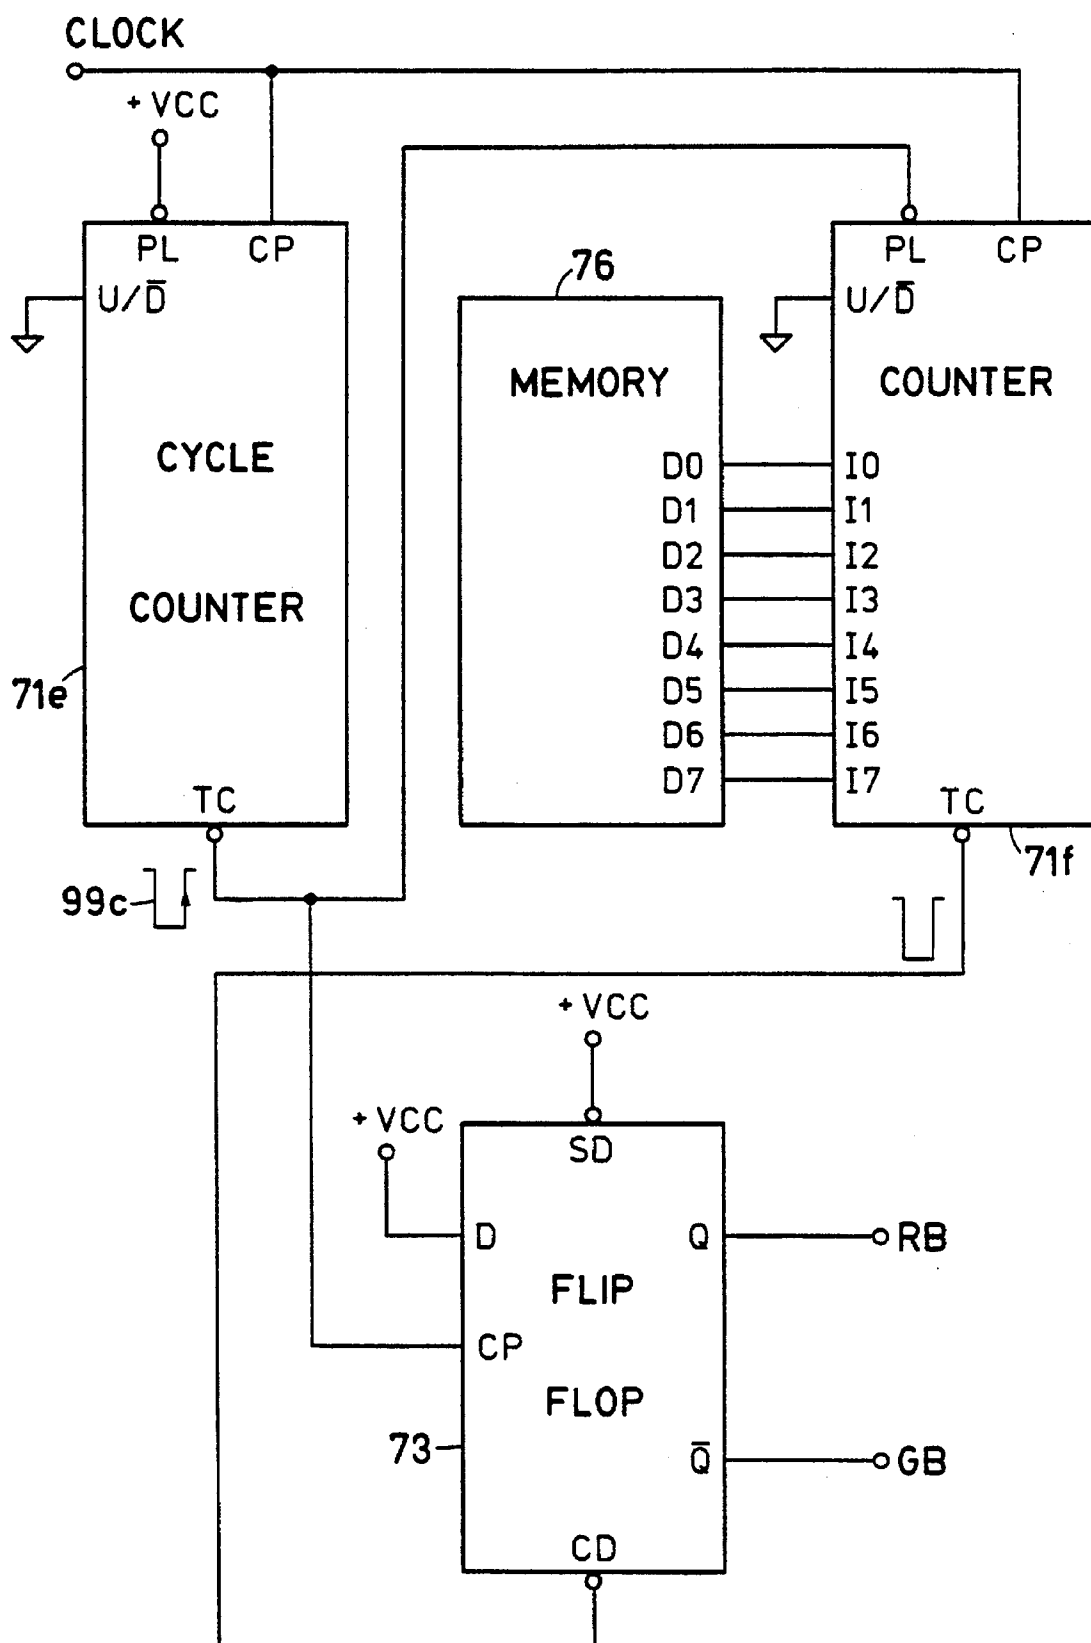 CLOCK
+VCC
PL CP
U/D̅
CYCLE
COUNTER
71e
TC
99c
76
MEMORY
D0
D1
D2
D3
D4
D5
D6
D7
PL CP
U/D̅
COUNTER
I0
I1
I2
I3
I4
I5
I6
I7
TC
71f
+VCC
+VCC
SD
D Q RB
FLIP
CP
FLOP
73
Q̅ GB
CD